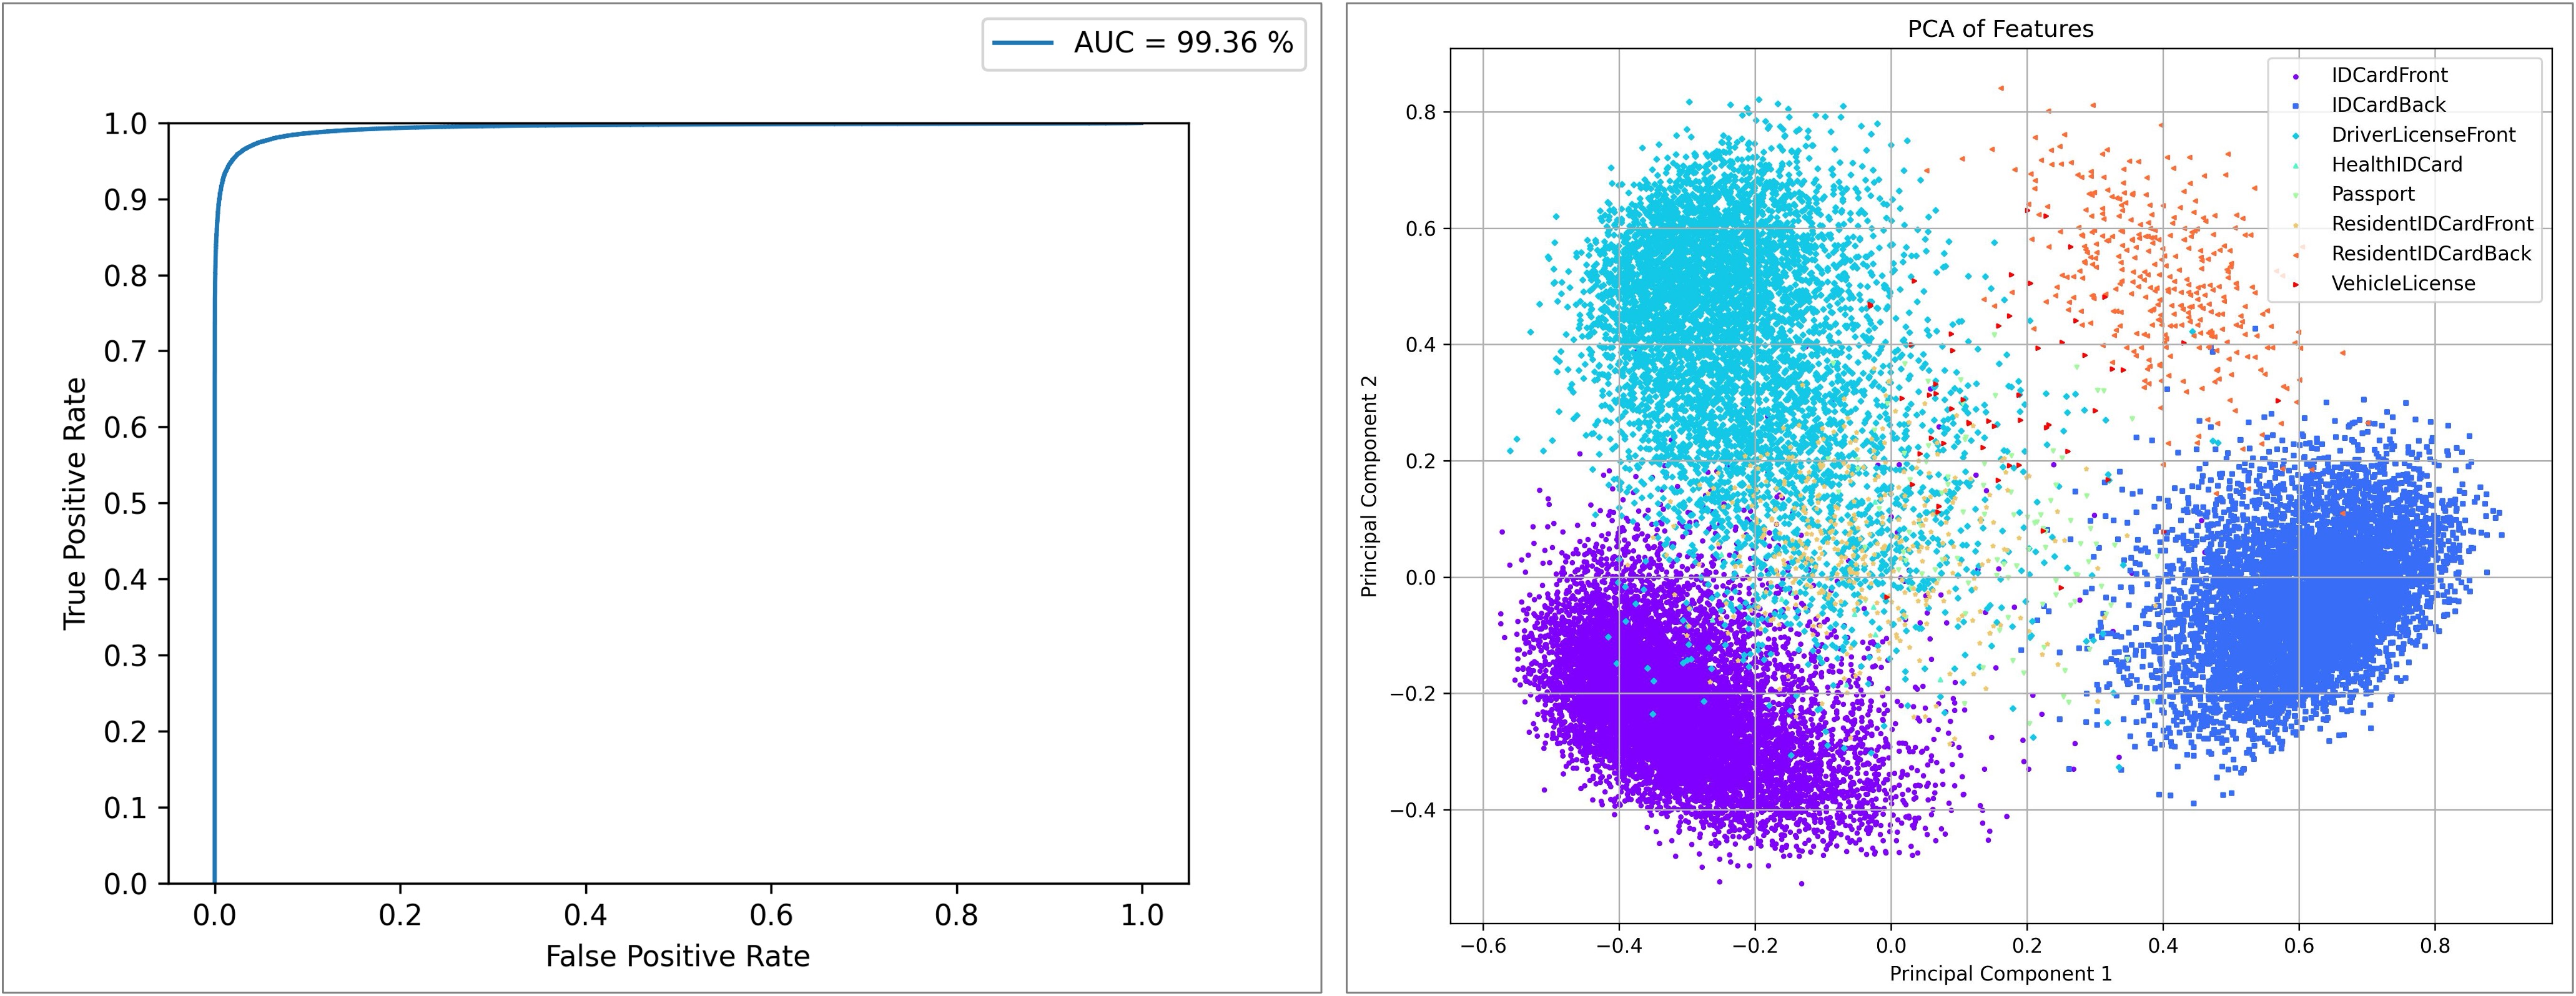 AUC = 99.36 %
1.0
0.9
0.8
0.7
0.6
0.5
0.4
0.3
0.2
0.1
0.0
True Positive Rate
0.0 0.2 0.4 0.6 0.8 1.0
False Positive Rate
PCA of Features
IDCardFront
IDCardBack
DriverLicenseFront
HealthIDCard
Passport
ResidentIDCardFront
ResidentIDCardBack
VehicleLicense
0.8
0.6
0.4
0.2
0.0
−0.2
−0.4
Principal Component 2
−0.6 −0.4 −0.2 0.0 0.2 0.4 0.6 0.8
Principal Component 1